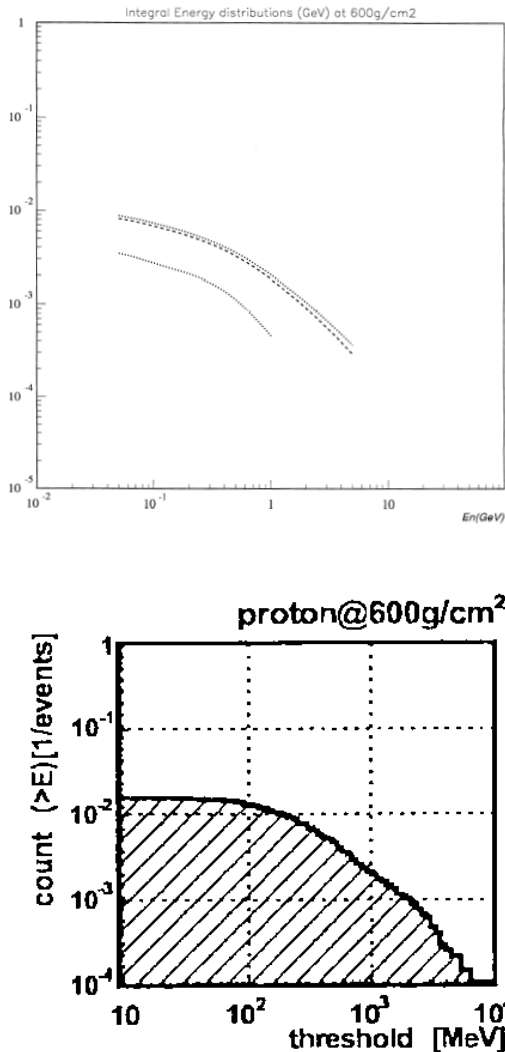 Integral Energy distributions (GeV) at 600g/cm2
1
10⁻¹
10⁻²
10⁻³
10⁻⁴
10⁻⁵
10⁻² 10⁻¹ 1 10
En(GeV)
proton@600g/cm²
count (>E)[1/events]
1
10⁻¹
10⁻²
10⁻³
10⁻⁴
10 10² 10³
threshold [MeV]